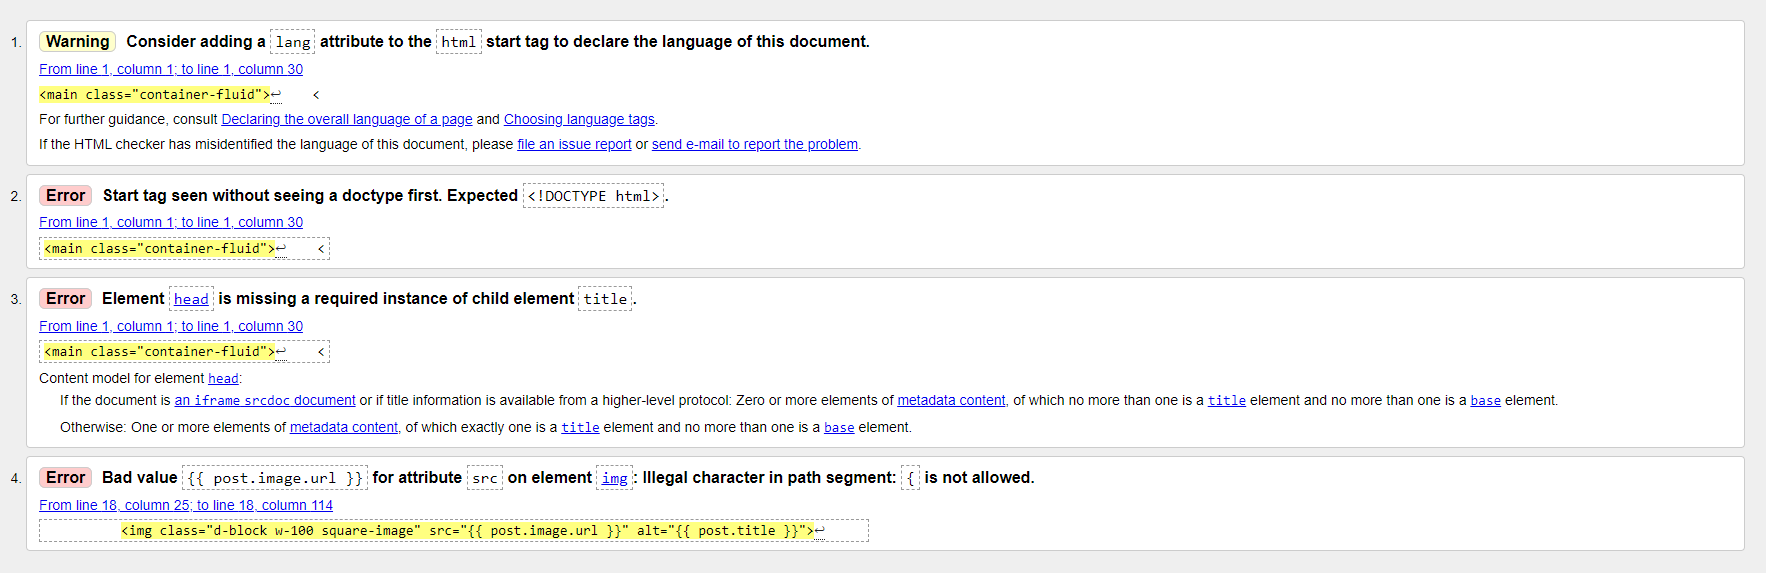 1. Warning Consider adding a lang attribute to the html start tag to declare the language of this document.
From line 1, column 1; to line 1, column 30
<main class="container-fluid">↩    <
For further guidance, consult Declaring the overall language of a page and Choosing language tags.
If the HTML checker has misidentified the language of this document, please file an issue report or send e-mail to report the problem.
2. Error Start tag seen without seeing a doctype first. Expected <!DOCTYPE html>.
From line 1, column 1; to line 1, column 30
<main class="container-fluid">↩    <
3. Error Element head is missing a required instance of child element title.
From line 1, column 1; to line 1, column 30
<main class="container-fluid">↩    <
Content model for element head:
If the document is an iframe srcdoc document or if title information is available from a higher-level protocol: Zero or more elements of metadata content, of which no more than one is a title element and no more than one is a base element.
Otherwise: One or more elements of metadata content, of which exactly one is a title element and no more than one is a base element.
4. Error Bad value {{ post.image.url }} for attribute src on element img: Illegal character in path segment: { is not allowed.
From line 18, column 25; to line 18, column 114
<img class="d-block w-100 square-image" src="{{ post.image.url }}" alt="{{ post.title }}">↩